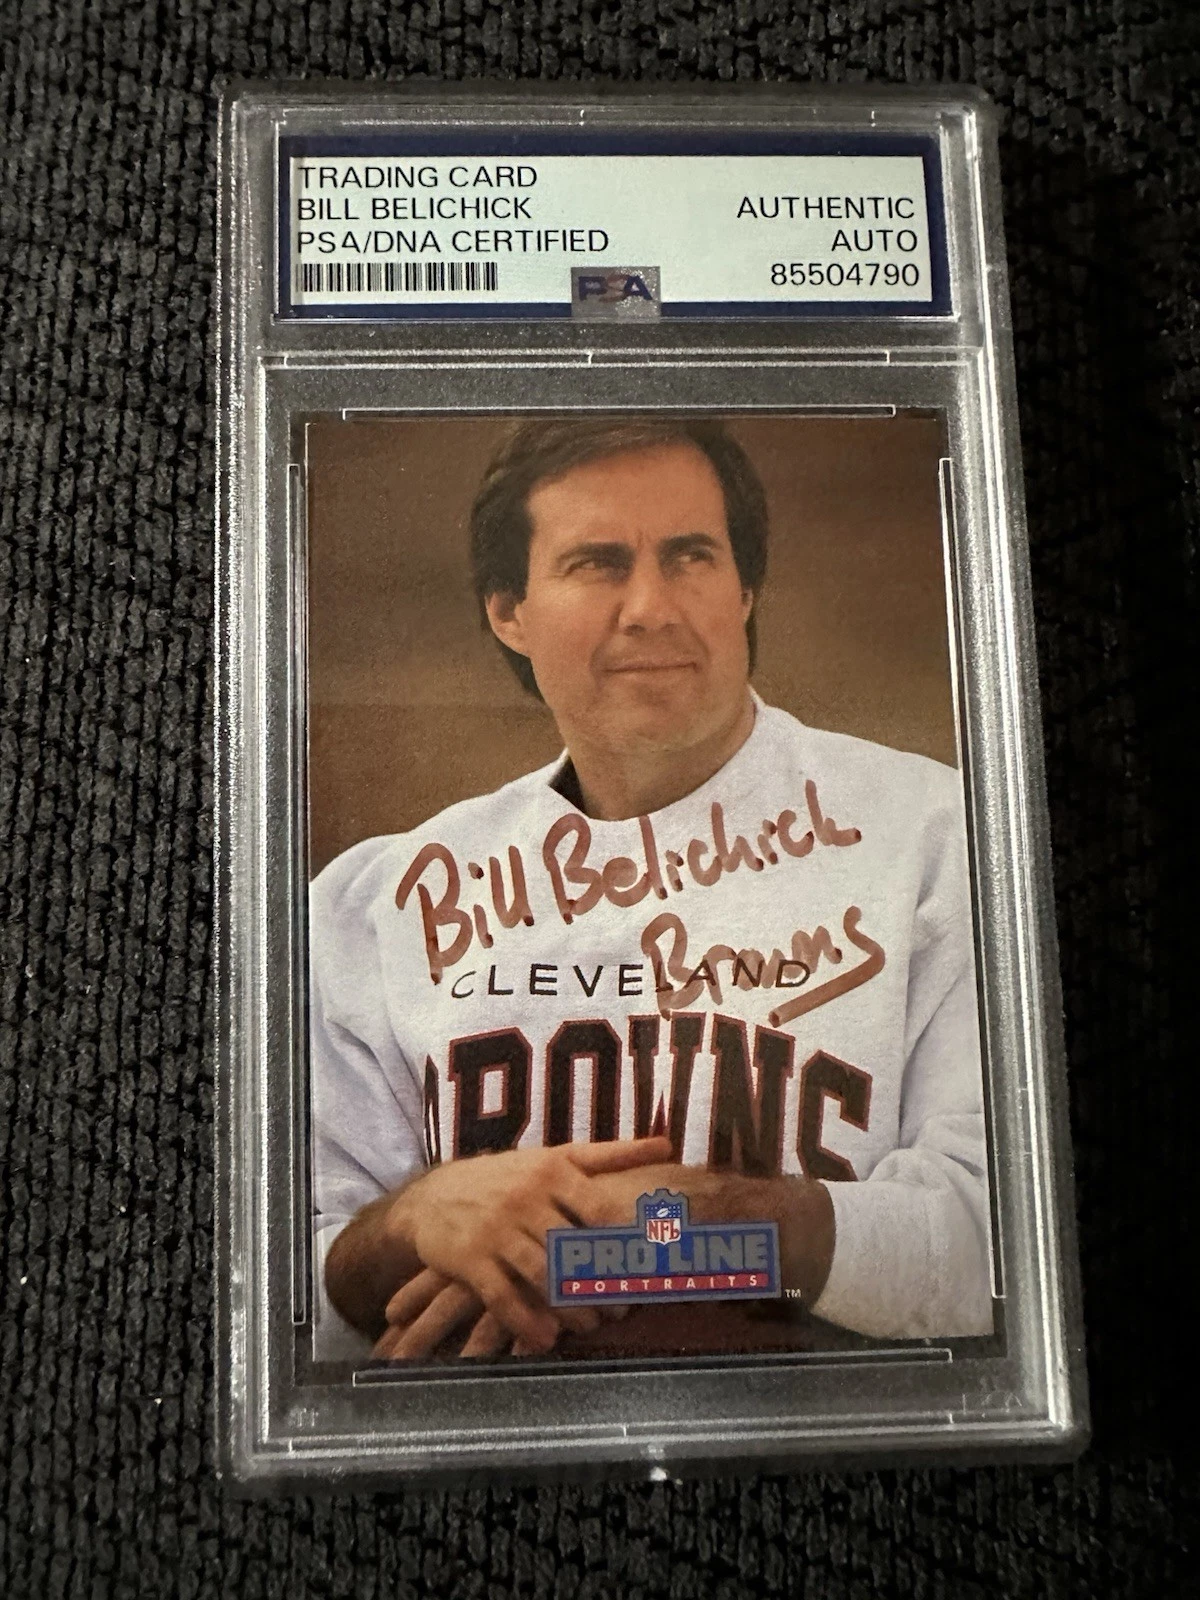 TRADING CARD
BILL BELICHICK
PSA/DNA CERTIFIED
AUTHENTIC
AUTO
85504790
PSA
Bill Belichick
Browns
CLEVELAND
BROWNS
NFL
PRO LINE
PORTRAITS
TM